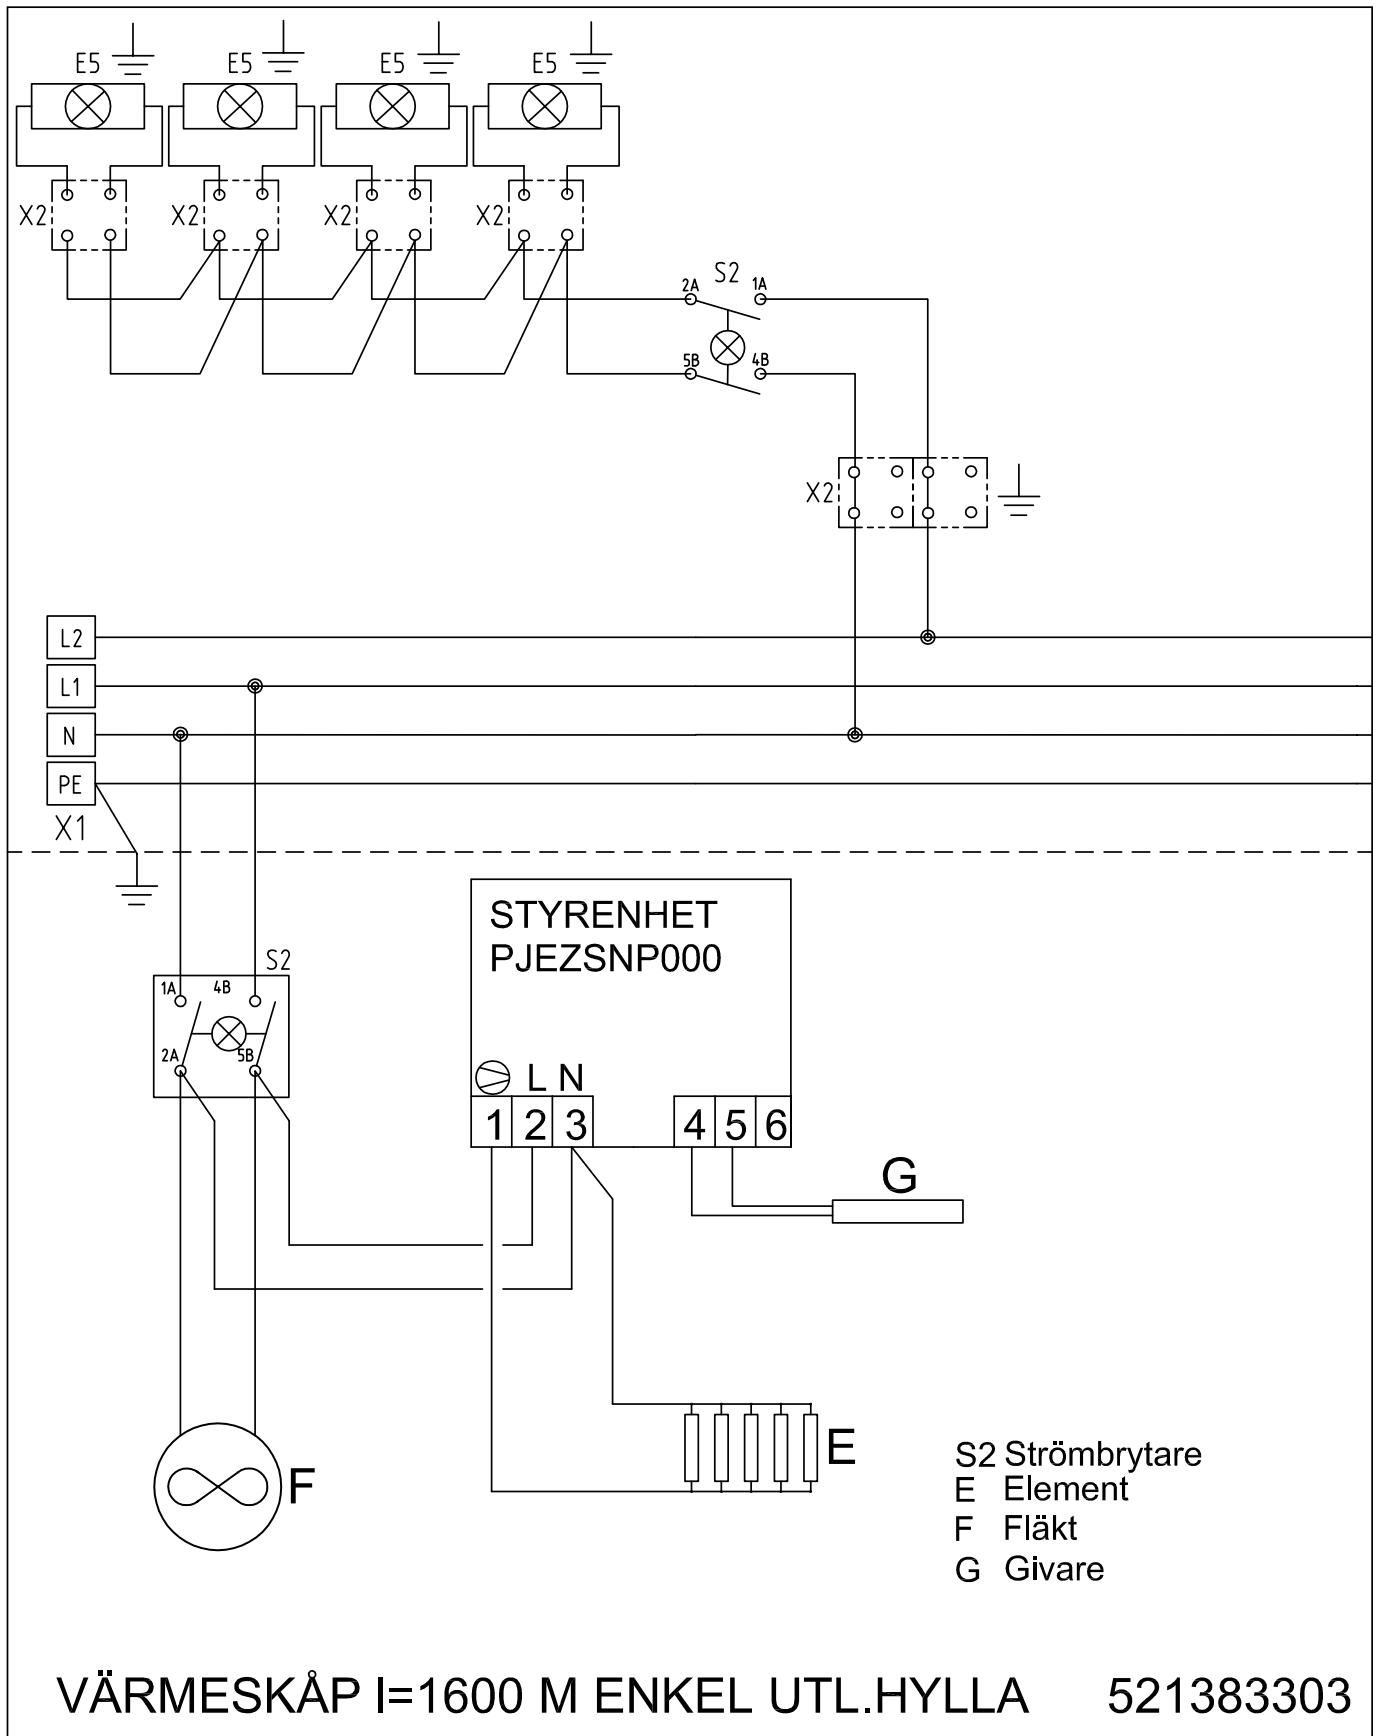 E5 E5 E5 E5
X2 X2 X2 X2
S2
2A 1A
5B 4B
X2
L2
L1
N
PE
X1
STYRENHET
PJEZSNP000
S2
1A 4B
2A 5B
L N
1 2 3 4 5 6
G
E
F
S2 Strömbrytare
E Element
F Fläkt
G Givare
VÄRMESKÅP l=1600 M ENKEL UTL.HYLLA 521383303